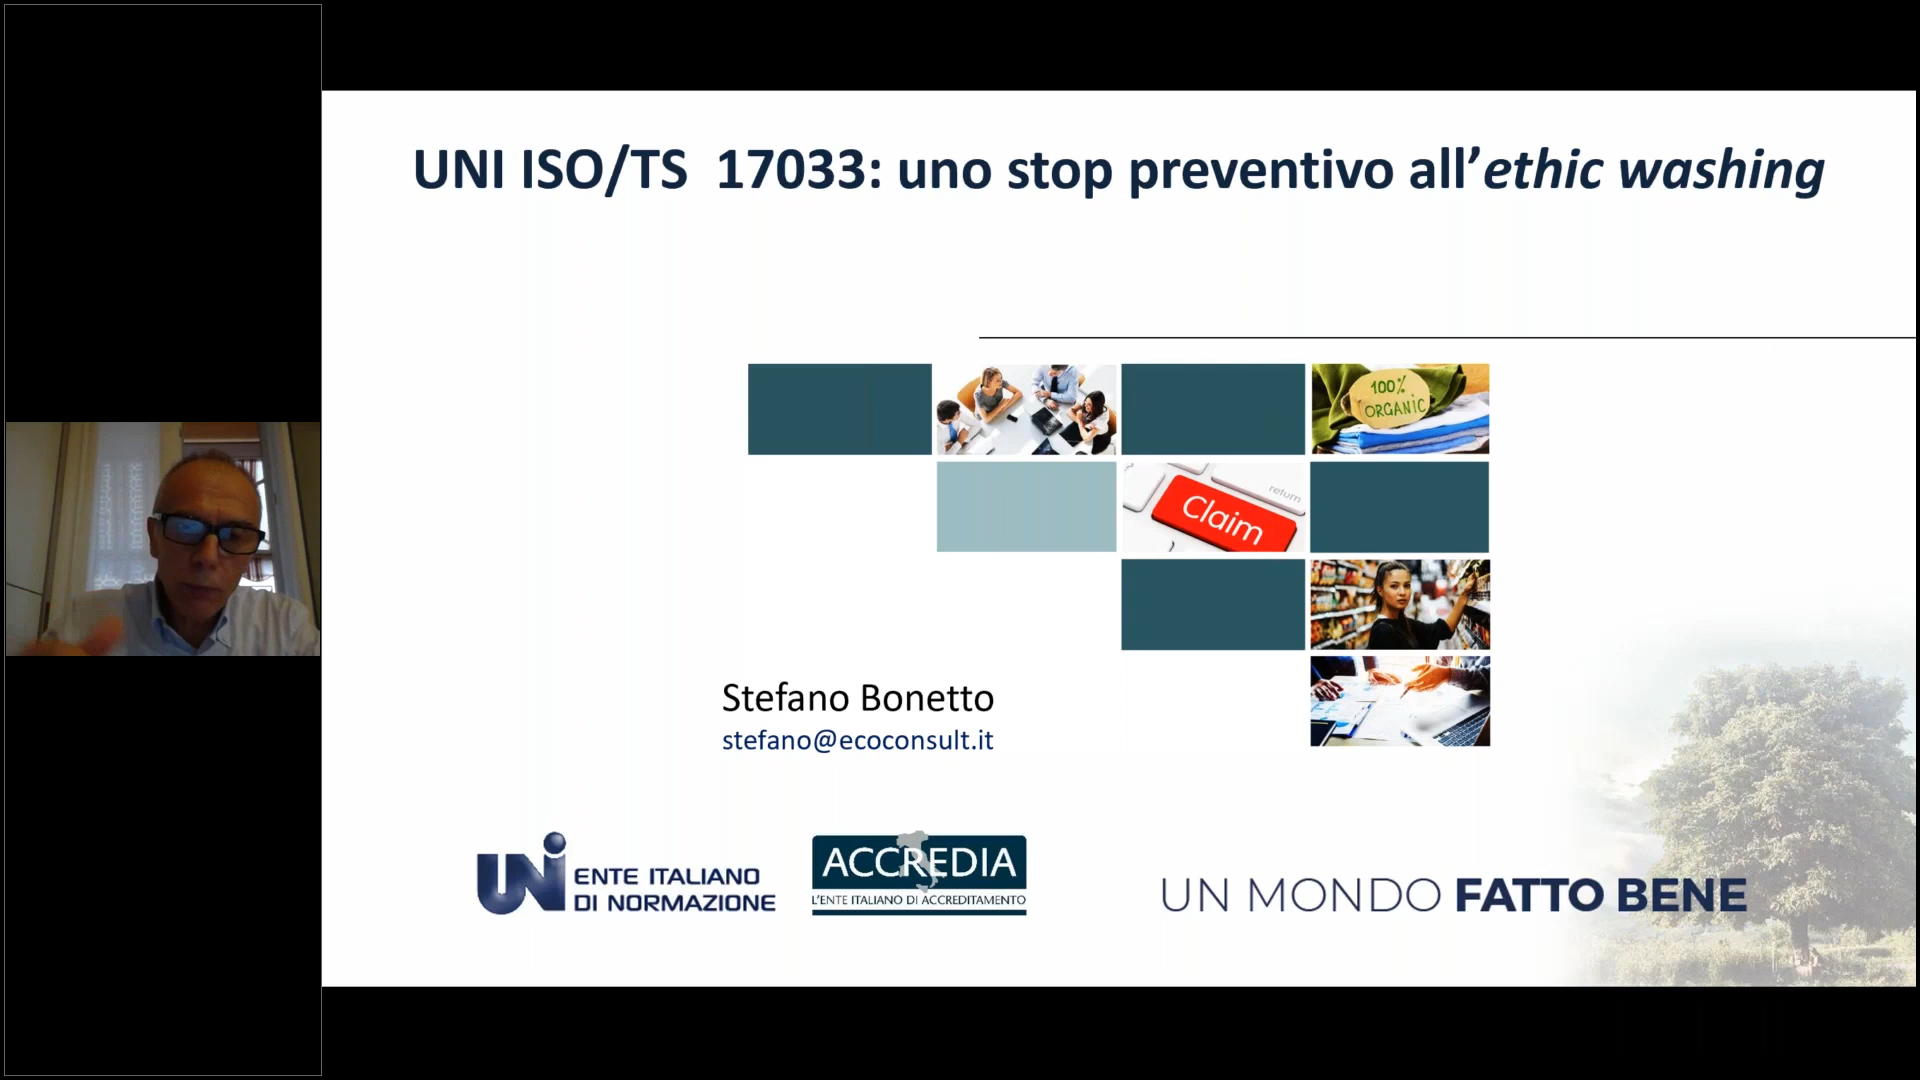 UNI ISO/TS 17033: uno stop preventivo all’ethic washing
100%
ORGANIC
return
Claim
Stefano Bonetto
stefano@ecoconsult.it
UNI ENTE ITALIANO
DI NORMAZIONE
ACCREDIA
L’ENTE ITALIANO DI ACCREDITAMENTO
UN MONDO FATTO BENE